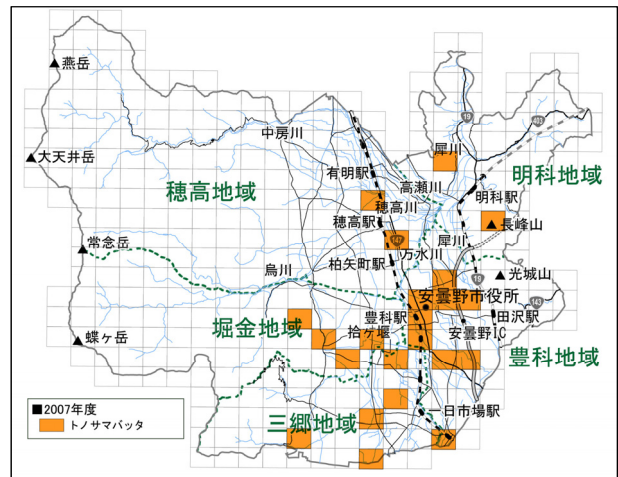 燕岳
19
403
中房川
犀川
大天井岳
有明駅
高瀬川
明科地域
明科駅
穂高地域
穂高川
長峰山
穂高駅
147
犀川
常念岳
万水川
柏矢町駅
烏川
19
光城山
安曇野市役所
143
豊科駅
田沢駅
堀金地域
拾ケ堰
安曇野IC
蝶ヶ岳
豊科地域
2007年度
一日市場駅
トノサマバッタ
三郷地域